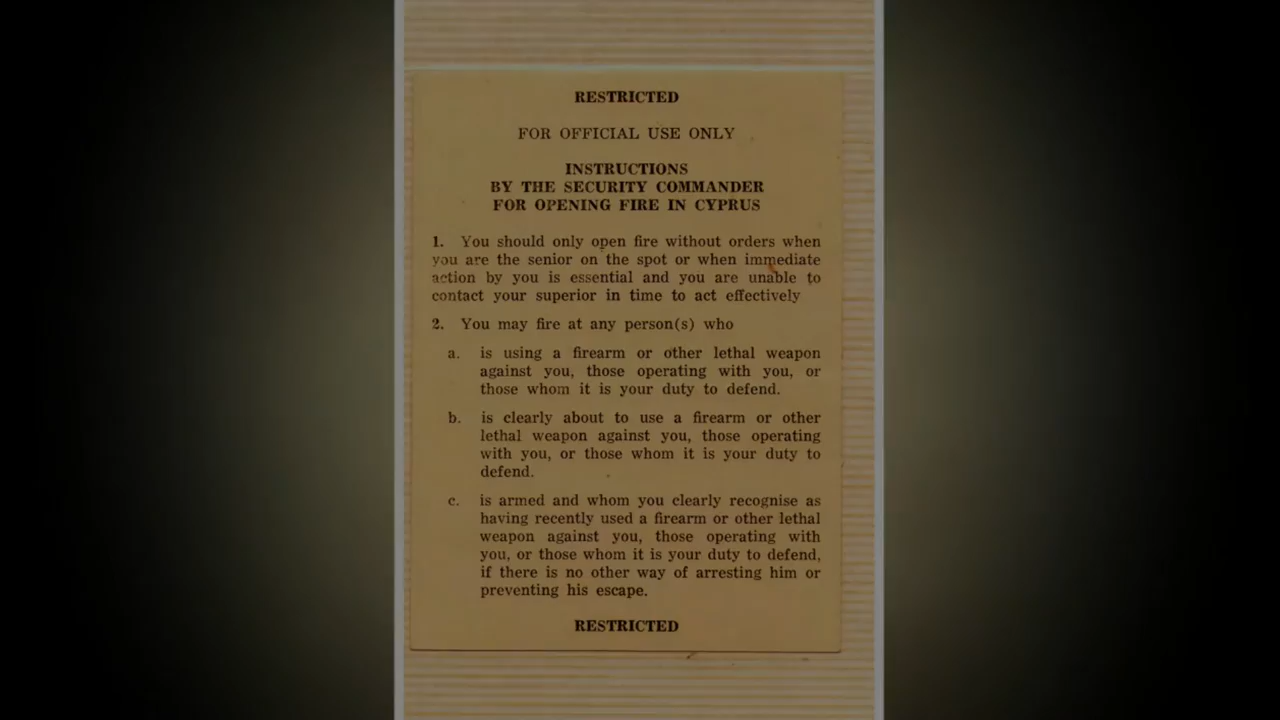 RESTRICTED
FOR OFFICIAL USE ONLY
INSTRUCTIONS
BY THE SECURITY COMMANDER
FOR OPENING FIRE IN CYPRUS
1. You should only open fire without orders when
you are the senior on the spot or when immediate
action by you is essential and you are unable to
contact your superior in time to act effectively
2. You may fire at any person(s) who
a. is using a firearm or other lethal weapon
against you, those operating with you, or
those whom it is your duty to defend.
b. is clearly about to use a firearm or other
lethal weapon against you, those operating
with you, or those whom it is your duty to
defend.
c. is armed and whom you clearly recognise as
having recently used a firearm or other lethal
weapon against you, those operating with
you, or those whom it is your duty to defend,
if there is no other way of arresting him or
preventing his escape.
RESTRICTED